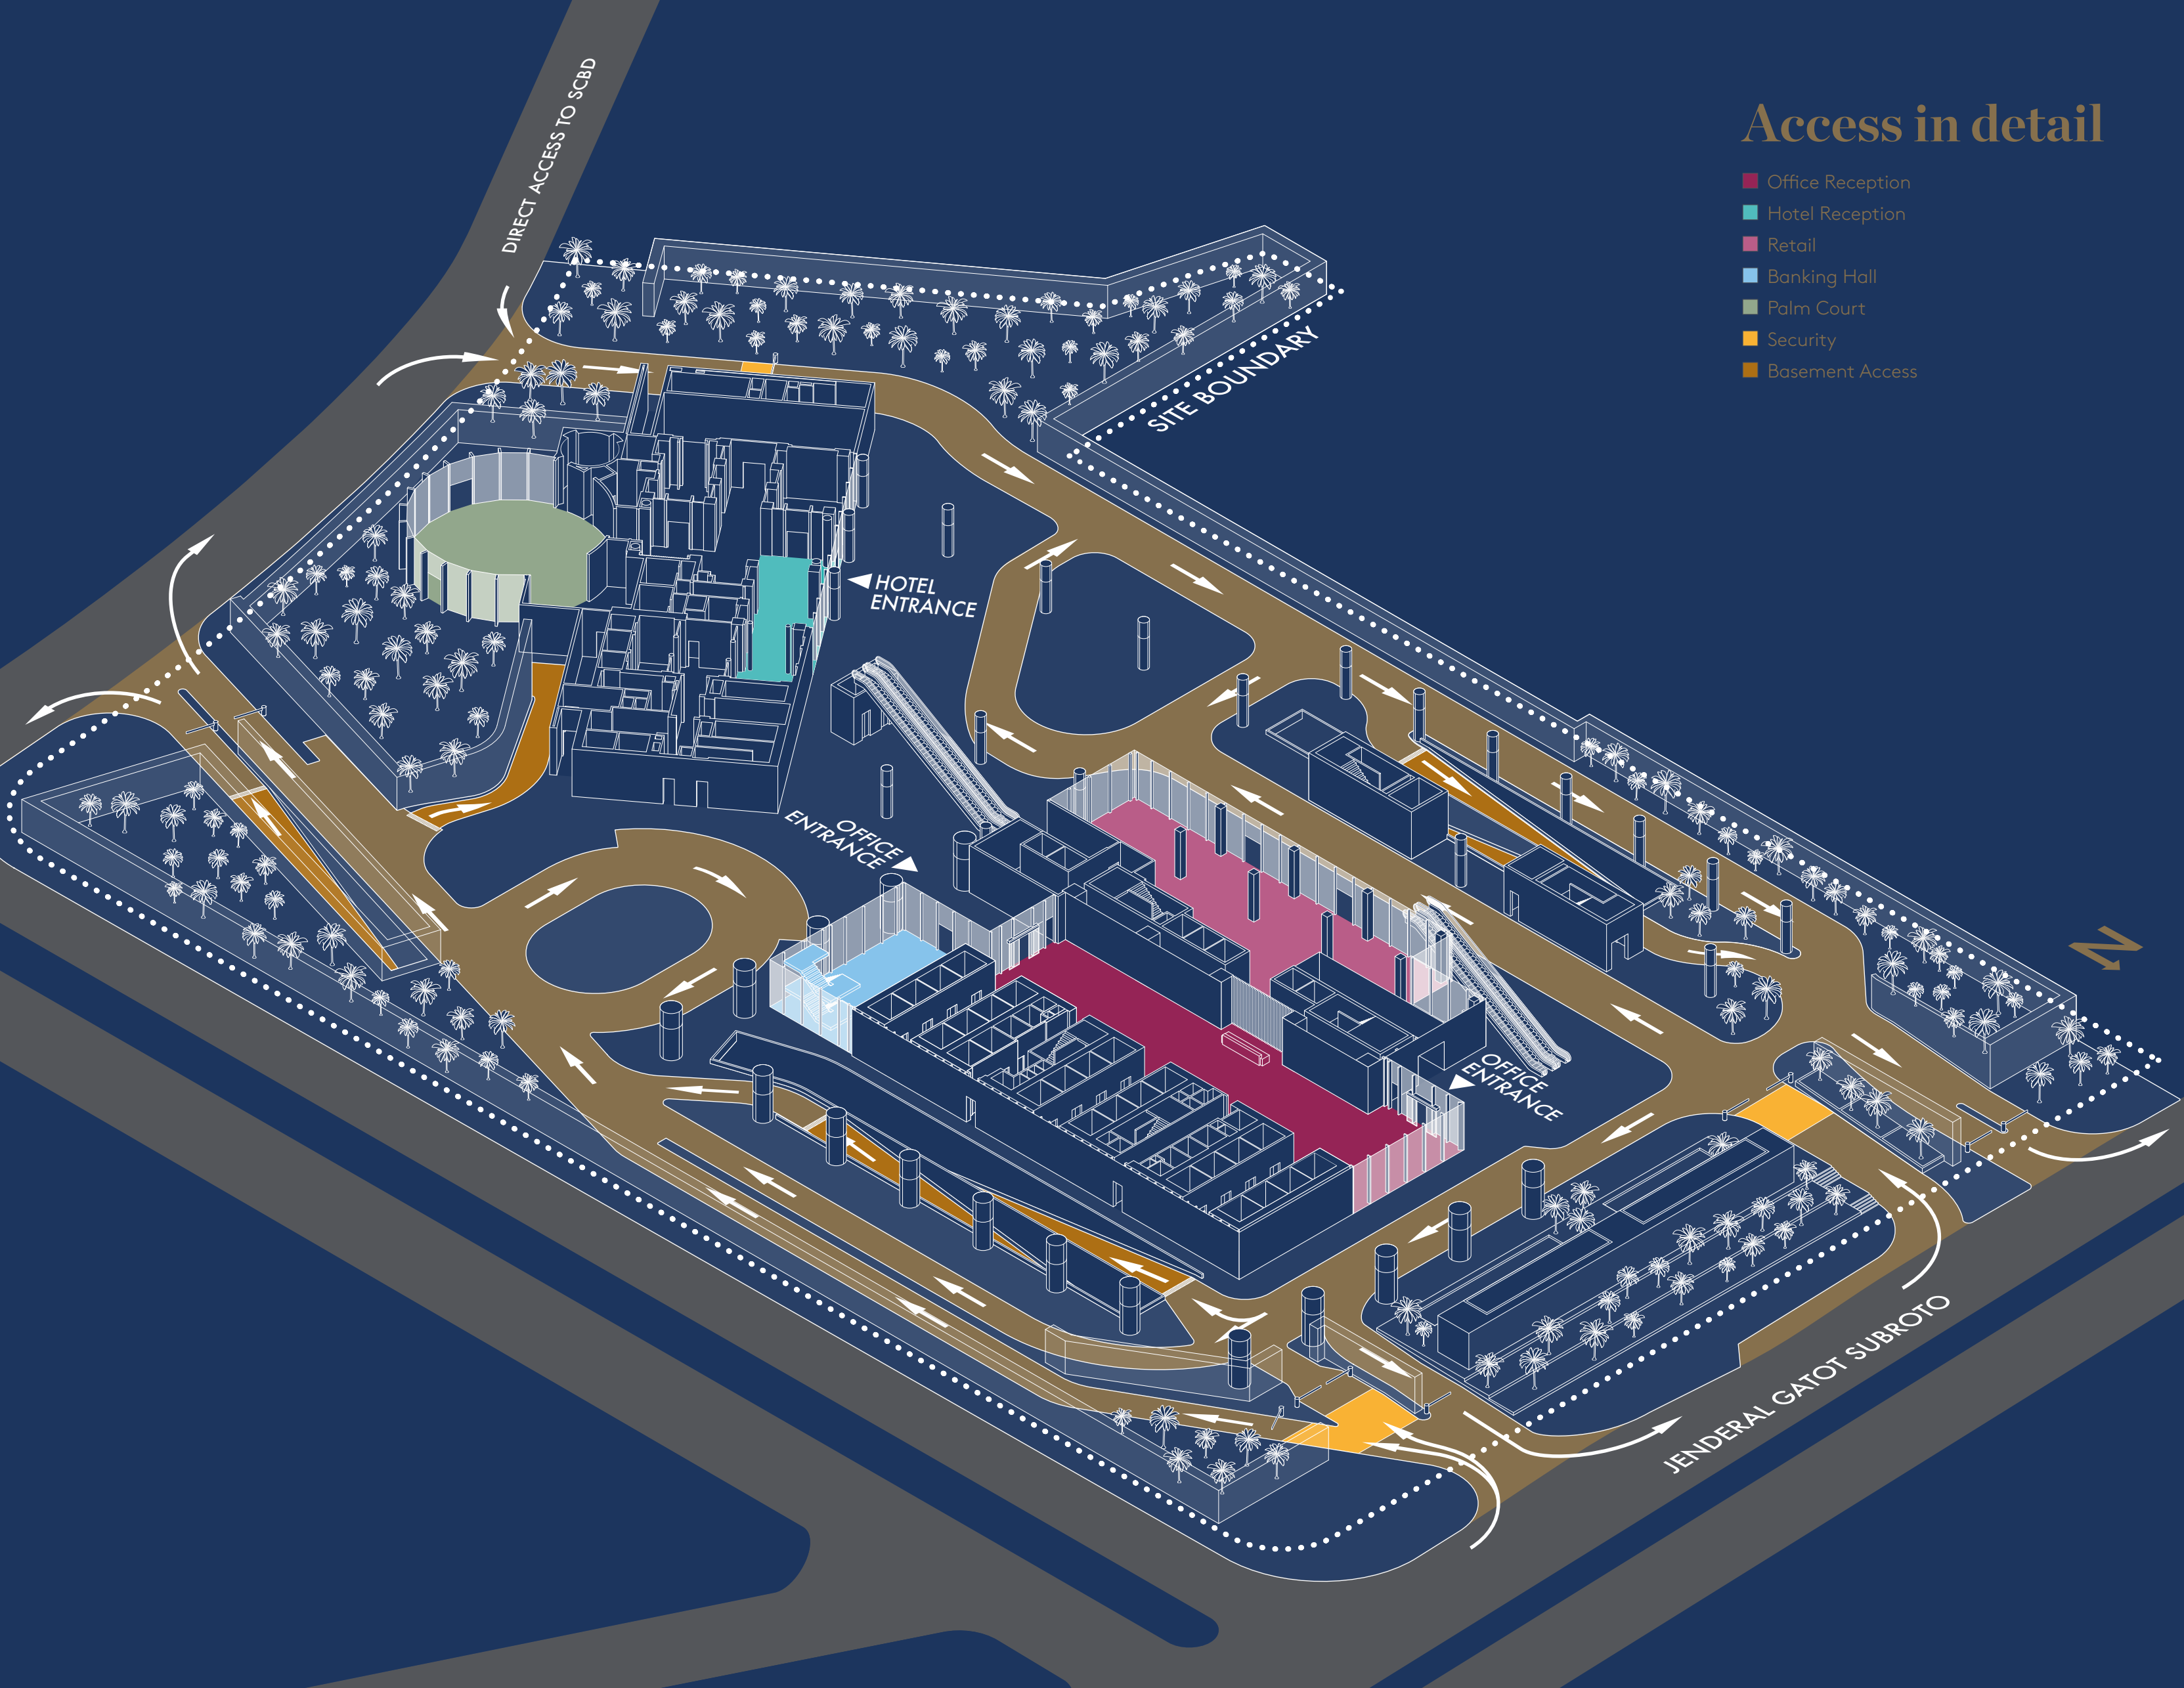 DIRECT ACCESS TO SCBD
Access in detail
Office Reception
Hotel Reception
Retail
Banking Hall
Palm Court
Security
Basement Access
SITE BOUNDARY
HOTEL
ENTRANCE
OFFICE
ENTRANCE
N
OFFICE
ENTRANCE
JENDERAL GATOT SUBROTO